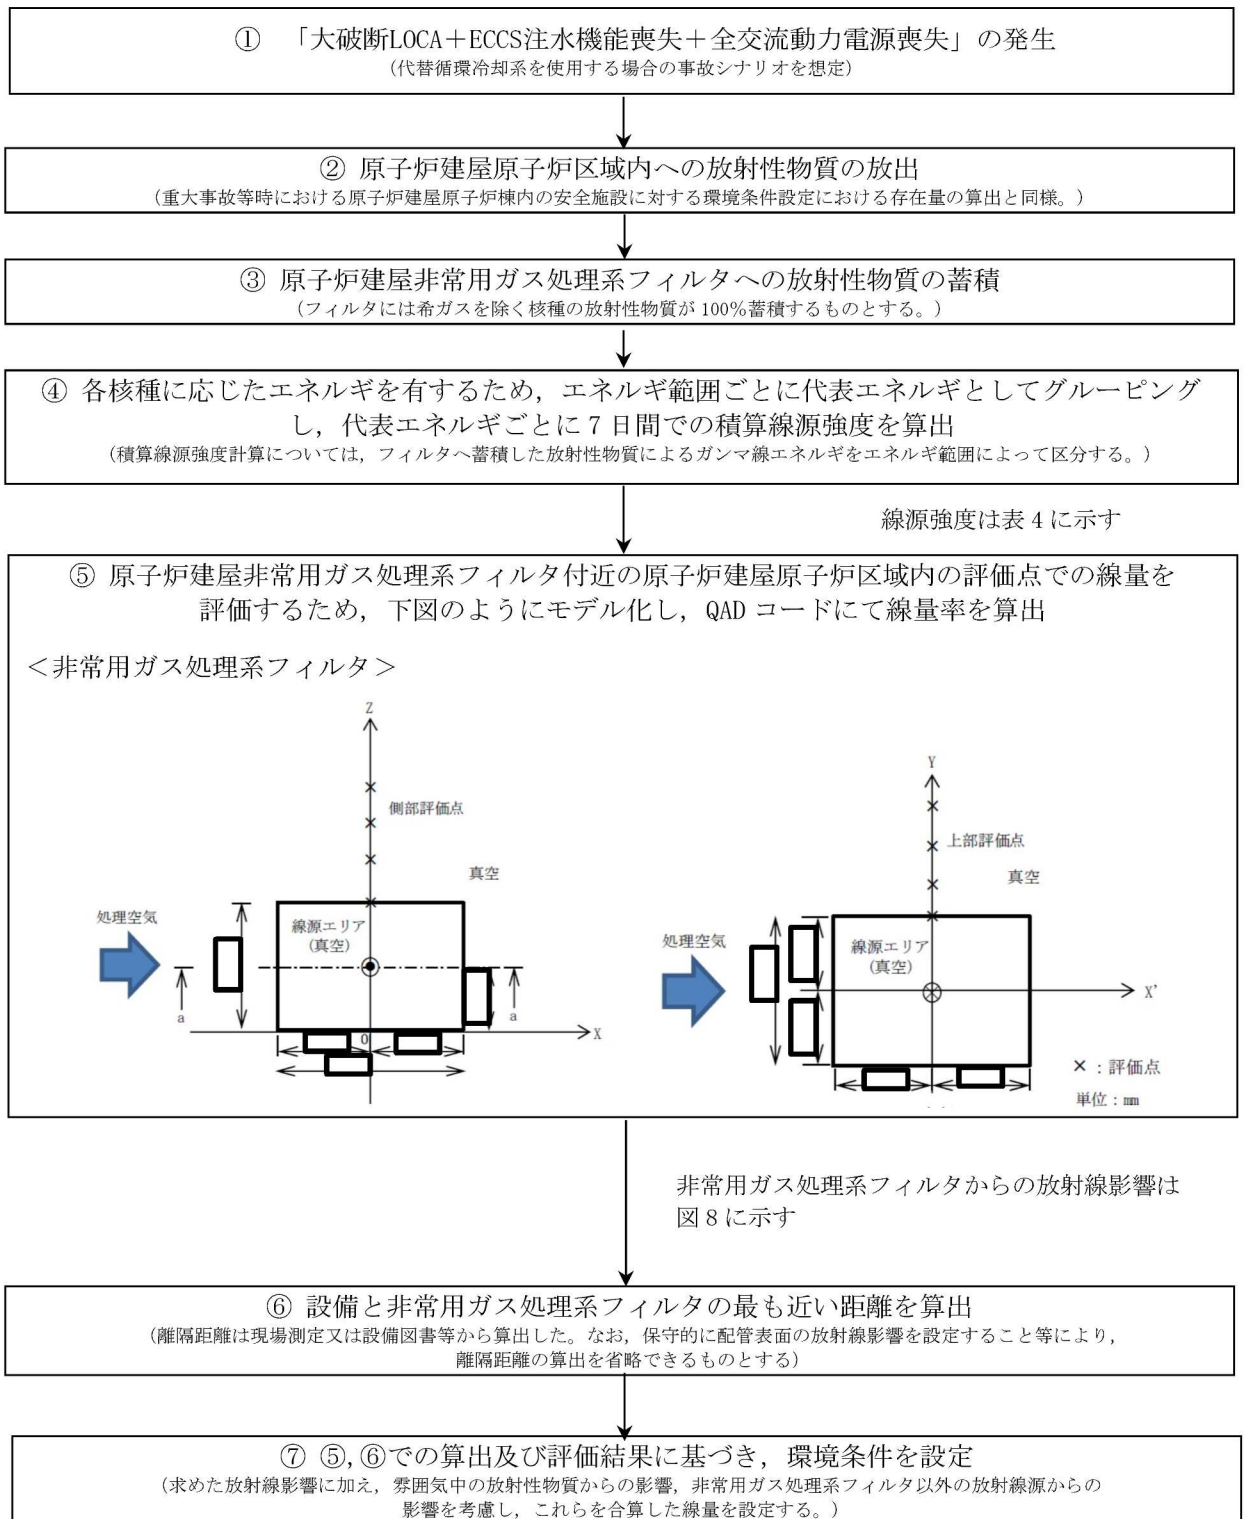 ① 「大破断LOCA＋ECCS注水機能喪失＋全交流動力電源喪失」の発生
(代替循環冷却系を使用する場合の事故シナリオを想定)
② 原子炉建屋原子炉区域内への放射性物質の放出
(重大事故等時における原子炉建屋原子炉棟内の安全施設に対する環境条件設定における存在量の算出と同様。)
③ 原子炉建屋非常用ガス処理系フィルタへの放射性物質の蓄積
(フィルタには希ガスを除く核種の放射性物質が 100％蓄積するものとする。)
④ 各核種に応じたエネルギを有するため，エネルギ範囲ごとに代表エネルギとしてグルーピング
し，代表エネルギごとに 7 日間での積算線源強度を算出
(積算線源強度計算については，フィルタへ蓄積した放射性物質によるガンマ線エネルギをエネルギ範囲によって区分する。)
線源強度は表 4 に示す
⑤ 原子炉建屋非常用ガス処理系フィルタ付近の原子炉建屋原子炉区域内の評価点での線量を
評価するため，下図のようにモデル化し，QAD コードにて線量率を算出
＜非常用ガス処理系フィルタ＞
Z
側部評価点
真空
処理空気
線源エリア
(真空)
a
a
O
X
Y
上部評価点
真空
処理空気
線源エリア
(真空)
X'
× ：評価点
単位：㎜
非常用ガス処理系フィルタからの放射線影響は
図 8 に示す
⑥ 設備と非常用ガス処理系フィルタの最も近い距離を算出
(離隔距離は現場測定又は設備図書等から算出した。なお，保守的に配管表面の放射線影響を設定すること等により，
離隔距離の算出を省略できるものとする)
⑦ ⑤,⑥での算出及び評価結果に基づき，環境条件を設定
(求めた放射線影響に加え，雰囲気中の放射性物質からの影響，非常用ガス処理系フィルタ以外の放射線源からの
影響を考慮し，これらを合算した線量を設定する。)